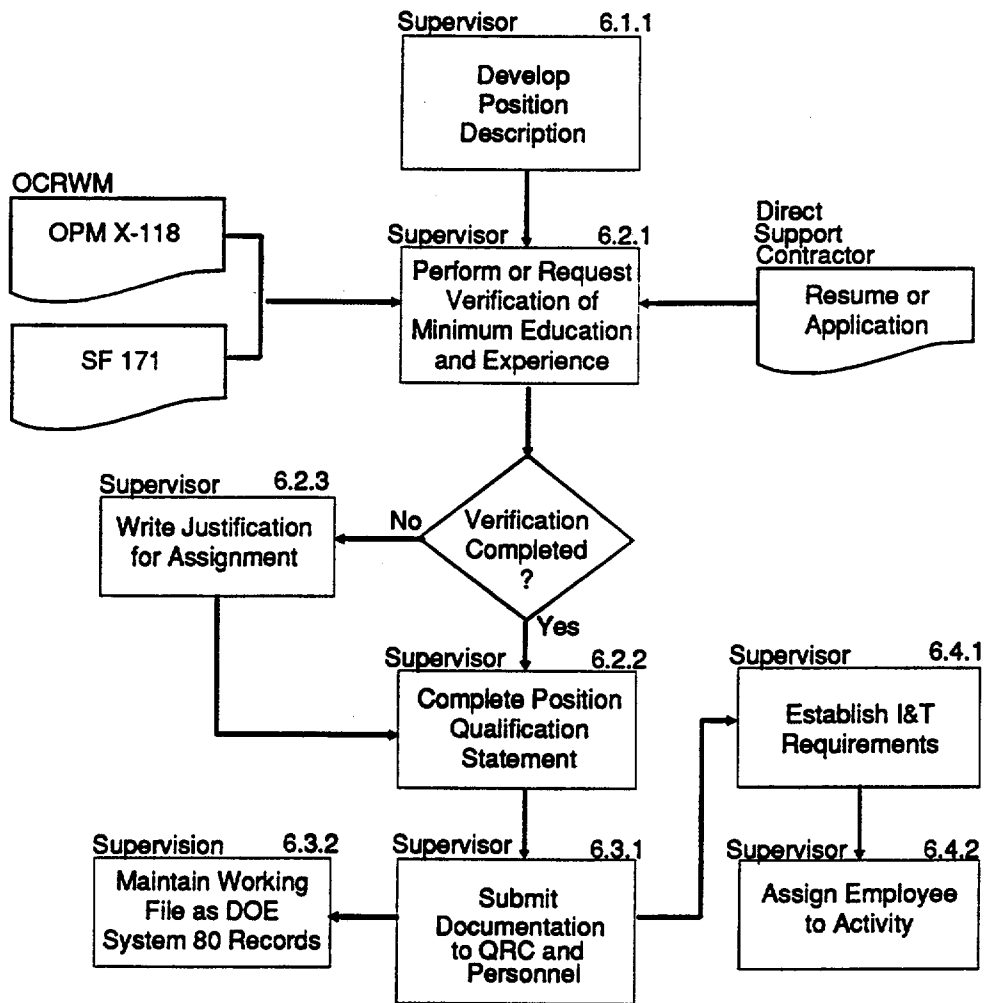 Supervisor 6.1.1
Develop
Position
Description
OCRWM
OPM X-118
SF 171
Supervisor 6.2.1
Perform or Request
Verification of
Minimum Education
and Experience
Direct
Support
Contractor
Resume or
Application
Verification
Completed
?
No
Yes
Supervisor 6.2.3
Write Justification
for Assignment
Supervisor 6.2.2
Complete Position
Qualification
Statement
Supervisor 6.4.1
Establish I&T
Requirements
Supervision 6.3.2
Maintain Working
File as DOE
System 80 Records
Supervisor 6.3.1
Submit
Documentation
to QRC and
Personnel
Supervisor 6.4.2
Assign Employee
to Activity